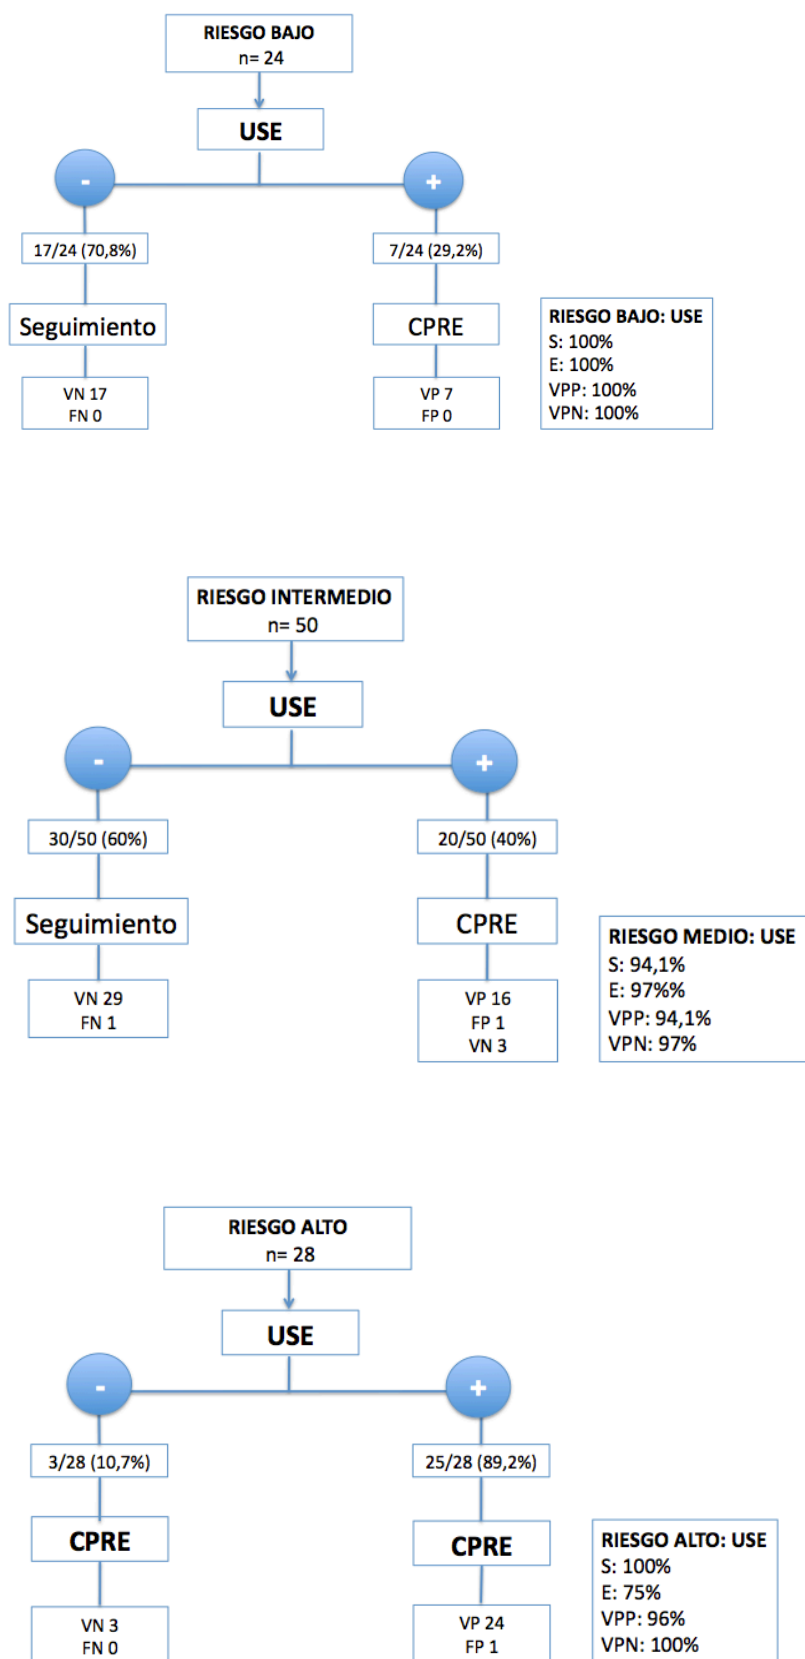 RIESGO BAJO
n= 24
USE
-
+
17/24 (70,8%)
7/24 (29,2%)
Seguimiento
CPRE
VN 17
FN 0
VP 7
FP 0
RIESGO BAJO: USE
S: 100%
E: 100%
VPP: 100%
VPN: 100%
RIESGO INTERMEDIO
n= 50
USE
-
+
30/50 (60%)
20/50 (40%)
Seguimiento
CPRE
VN 29
FN 1
VP 16
FP 1
VN 3
RIESGO MEDIO: USE
S: 94,1%
E: 97%%
VPP: 94,1%
VPN: 97%
RIESGO ALTO
n= 28
USE
-
+
3/28 (10,7%)
25/28 (89,2%)
CPRE
CPRE
VN 3
FN 0
VP 24
FP 1
RIESGO ALTO: USE
S: 100%
E: 75%
VPP: 96%
VPN: 100%